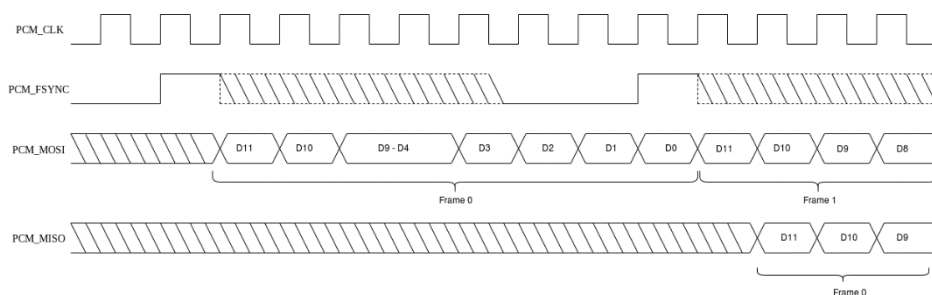 PCM_CLK
PCM_FSYNC
PCM_MOSI D11 D10 D9 - D4 D3 D2 D1 D0 D11 D10 D9 D8
Frame 0 Frame 1
PCM_MISO D11 D10 D9
Frame 0